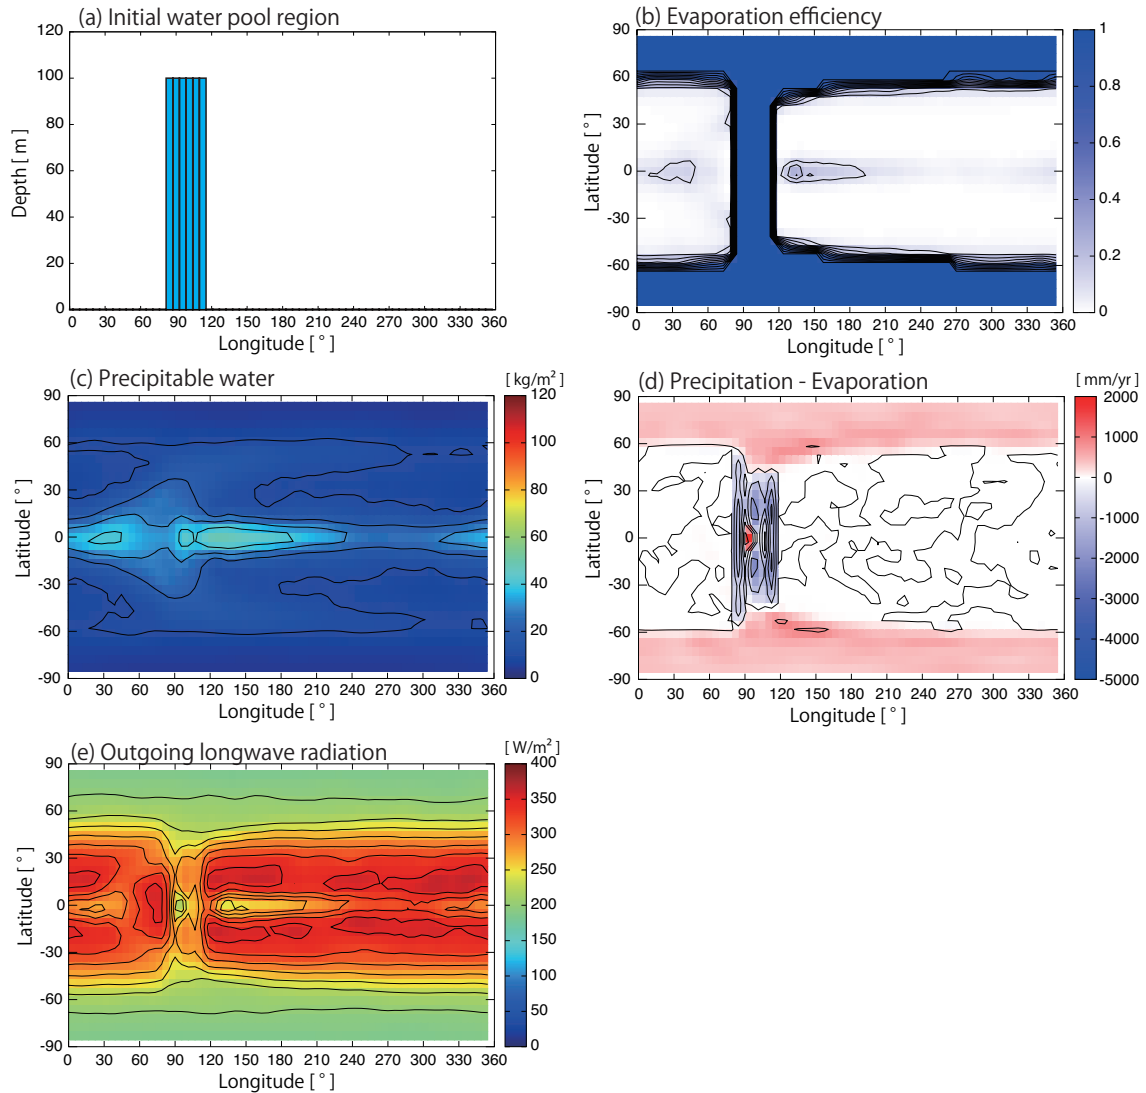 (a) Initial water pool region
120
100
80
60
40
20
0
Depth [ m ]
0 30 60 90 120 150 180 210 240 270 300 330 360
Longitude [ ° ]
(b) Evaporation efficiency
90
60
30
0
-30
-60
-90
Latitude [ ° ]
0 30 60 90 120 150 180 210 240 270 300 330 360
Longitude [ ° ]
1
0.8
0.6
0.4
0.2
0
(c) Precipitable water
[ kg/m² ]
90
60
30
0
-30
-60
-90
Latitude [ ° ]
0 30 60 90 120 150 180 210 240 270 300 330 360
Longitude [ ° ]
120
100
80
60
40
20
0
(d) Precipitation - Evaporation
[ mm/yr ]
90
60
30
0
-30
-60
-90
Latitude [ ° ]
0 30 60 90 120 150 180 210 240 270 300 330 360
Longitude [ ° ]
2000
1000
0
-1000
-2000
-3000
-4000
-5000
(e) Outgoing longwave radiation
[ W/m² ]
90
60
30
0
-30
-60
-90
Latitude [ ° ]
0 30 60 90 120 150 180 210 240 270 300 330 360
Longitude [ ° ]
400
350
300
250
200
150
100
50
0